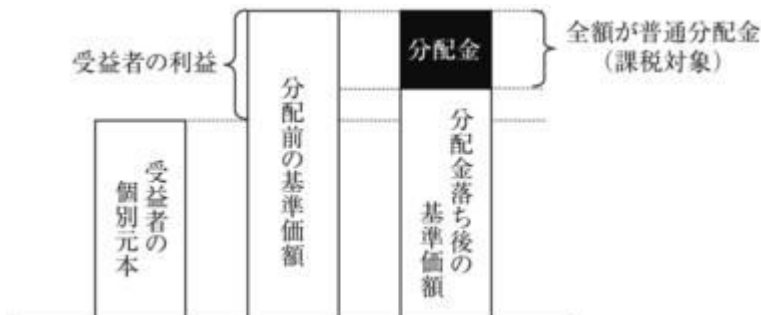 受益者の利益
分配金
全額が普通分配金
（課税対象）
受益者の
個別元本
分配前の基準価額
分配金落ち後の
基準価額